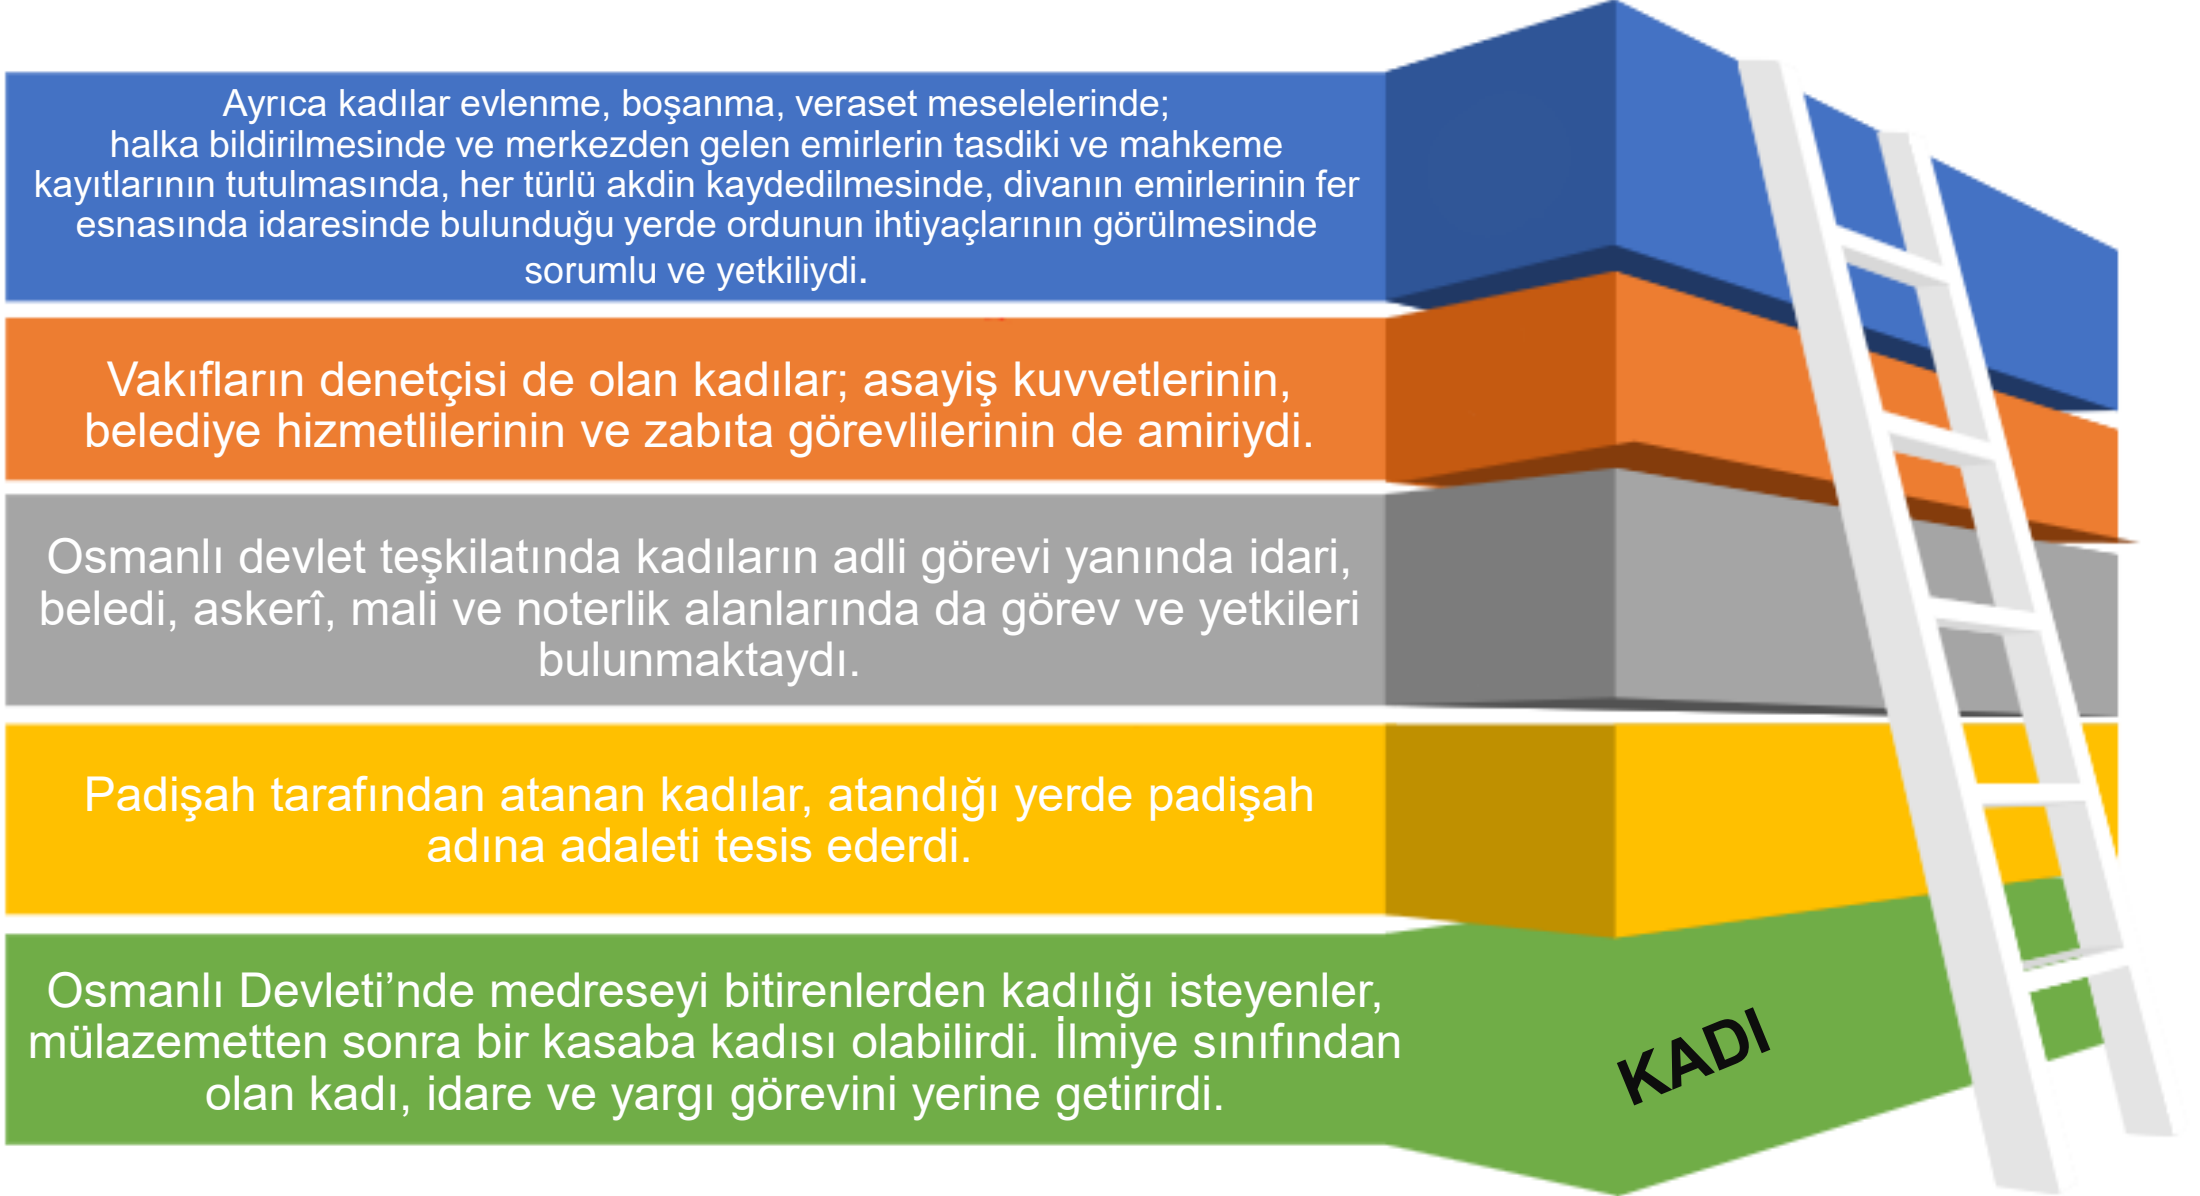 Ayrıca kadılar evlenme, boşanma, veraset meselelerinde;
halka bildirilmesinde ve merkezden gelen emirlerin tasdiki ve mahkeme
kayıtlarının tutulmasında, her türlü akdin kaydedilmesinde, divanın emirlerinin fer
esnasında idaresinde bulunduğu yerde ordunun ihtiyaçlarının görülmesinde
sorumlu ve yetkiliydi.
Vakıfların denetçisi de olan kadılar; asayiş kuvvetlerinin,
belediye hizmetlilerinin ve zabıta görevlilerinin de amiriydi.
Osmanlı devlet teşkilatında kadıların adli görevi yanında idari,
beledi, askerî, mali ve noterlik alanlarında da görev ve yetkileri
bulunmaktaydı.
Padişah tarafından atanan kadılar, atandığı yerde padişah
adına adaleti tesis ederdi.
Osmanlı Devleti’nde medreseyi bitirenlerden kadılığı isteyenler,
mülazemetten sonra bir kasaba kadısı olabilirdi. İlmiye sınıfından
olan kadı, idare ve yargı görevini yerine getirirdi.
KADI